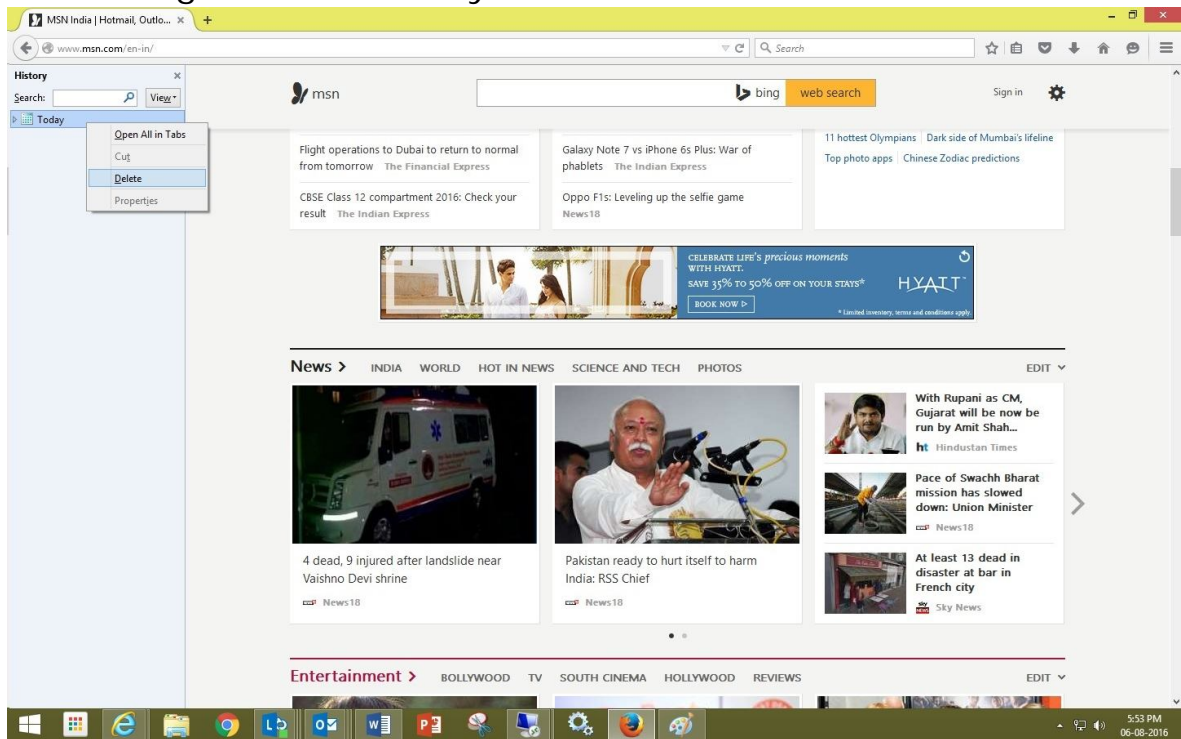 MSN India | Hotmail, Outlo... × +
www.msn.com/en-in/
Search
History ×
Search: View
Today
Open All in Tabs
Cut
Delete
Properties
msn
bing web search
Sign in
Flight operations to Dubai to return to normal
from tomorrow The Financial Express
CBSE Class 12 compartment 2016: Check your
result The Indian Express
Galaxy Note 7 vs iPhone 6s Plus: War of
phablets The Indian Express
Oppo F1s: Leveling up the selfie game
News18
11 hottest Olympians Dark side of Mumbai's lifeline
Top photo apps Chinese Zodiac predictions
CELEBRATE LIFE'S precious moments
WITH HYATT.
SAVE 35% TO 50% OFF ON YOUR STAYS*
BOOK NOW
HYATT
* Limited inventory, terms and conditions apply.
News > INDIA WORLD HOT IN NEWS SCIENCE AND TECH PHOTOS EDIT
4 dead, 9 injured after landslide near
Vaishno Devi shrine
News18
Pakistan ready to hurt itself to harm
India: RSS Chief
News18
With Rupani as CM,
Gujarat will be now be
run by Amit Shah...
ht Hindustan Times
Pace of Swachh Bharat
mission has slowed
down: Union Minister
News18
At least 13 dead in
disaster at bar in
French city
sky news Sky News
Entertainment > BOLLYWOOD TV SOUTH CINEMA HOLLYWOOD REVIEWS EDIT
5:53 PM
06-08-2016